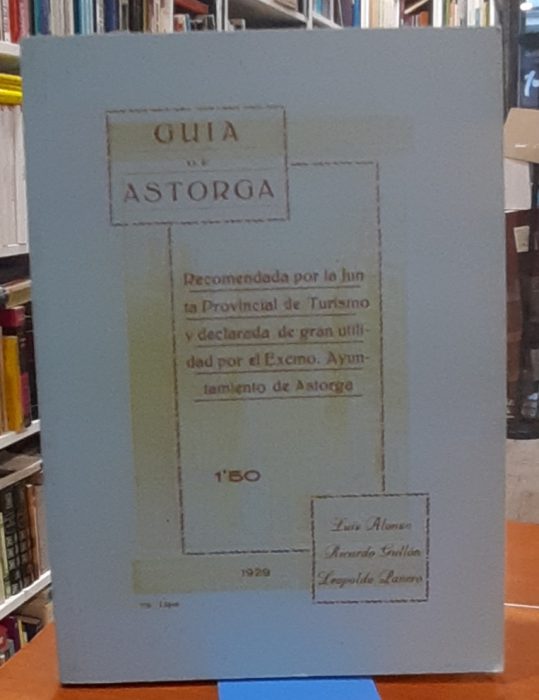 GUIA
DE
ASTORGA
Recomendada por la Jun
ta Provincial de Turismo
y declarada de gran utili-
dad por el Excmo. Ayun-
tamiento de Astorga
1'50
Luis Alonso
Ricardo Gullón
Leopoldo Panero
1929